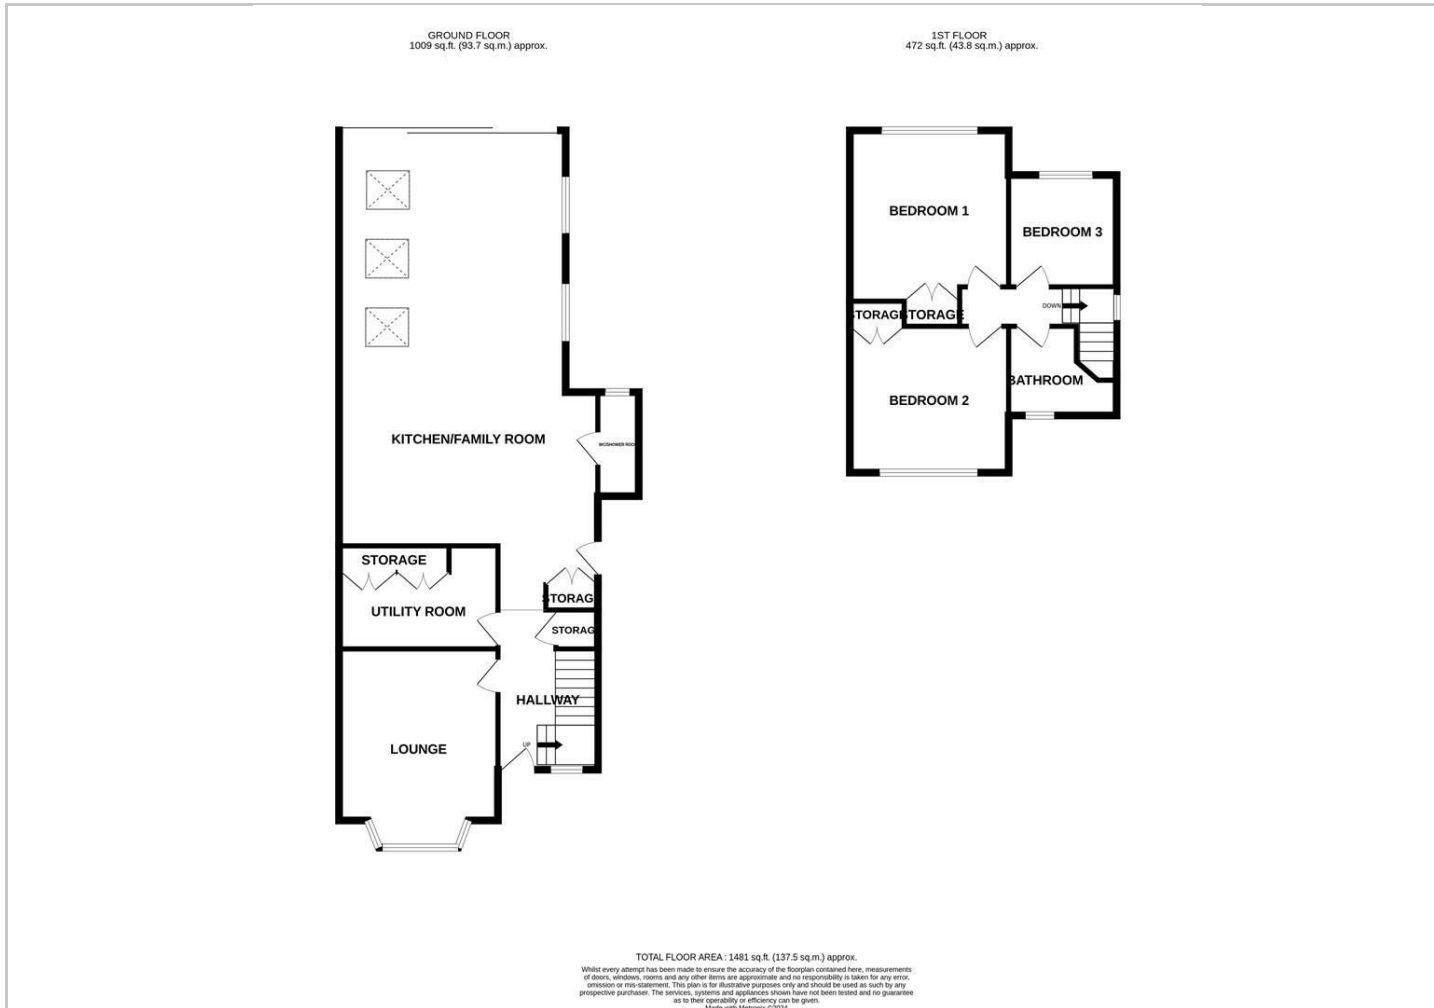 GROUND FLOOR
1009 sq.ft. (93.7 sq.m.) approx.
1ST FLOOR
472 sq.ft. (43.8 sq.m.) approx.
KITCHEN/FAMILY ROOM
STORAGE
UTILITY ROOM
STORAG
STORAG
HALLWAY
UP
LOUNGE
BEDROOM 1
BEDROOM 3
DOWN
STORAGE
STORAGE
BATHROOM
BEDROOM 2
TOTAL FLOOR AREA : 1481 sq.ft. (137.5 sq.m.) approx.
Whilst every attempt has been made to ensure the accuracy of the floorplan contained here, measurements
of doors, windows, rooms and any other items are approximate and no responsibility is taken for any error,
omission or mis-statement. This plan is for illustrative purposes only and should be used as such by any
prospective purchaser. The services, systems and appliances shown have not been tested and no guarantee
as to their operability or efficiency can be given.
Made with Metropix ©2024